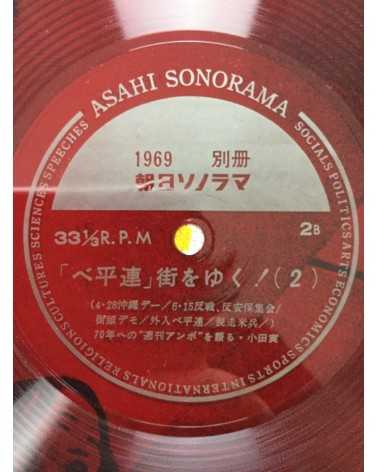 ASAHI SONORAMA
SOCIALS POLITICS ARTS ECONOMICS SPORTS INTERNATIONALS RELIGIONS CULTURES SCIENCES SPEECHES
1969 別冊
朝日ソノラマ
33⅓R.P.M
2B
「ベ平連」街をゆく!(2)
(4・28沖縄デー/6・15反戦、反安保集会/
街頭デモ/外人ベ平連/脱走米兵/)
70年への"週刊アンポ"を語る・小田実